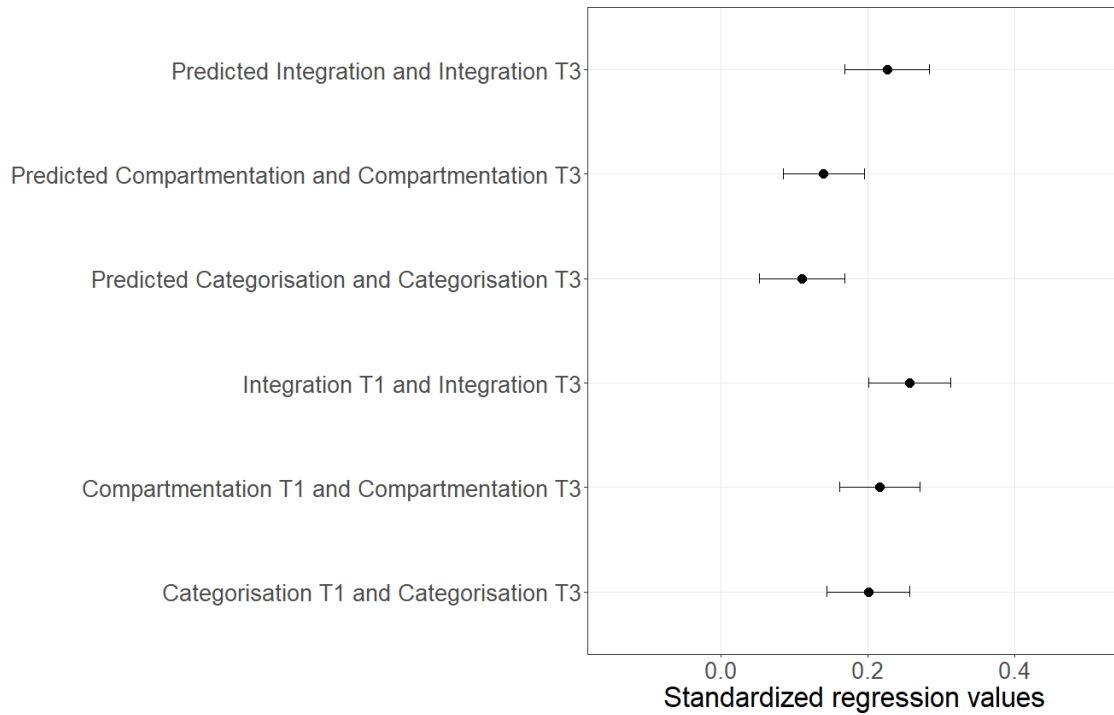 Predicted Integration and Integration T3
Predicted Compartmentation and Compartmentation T3
Predicted Categorisation and Categorisation T3
Integration T1 and Integration T3
Compartmentation T1 and Compartmentation T3
Categorisation T1 and Categorisation T3
0.0 0.2 0.4
Standardized regression values